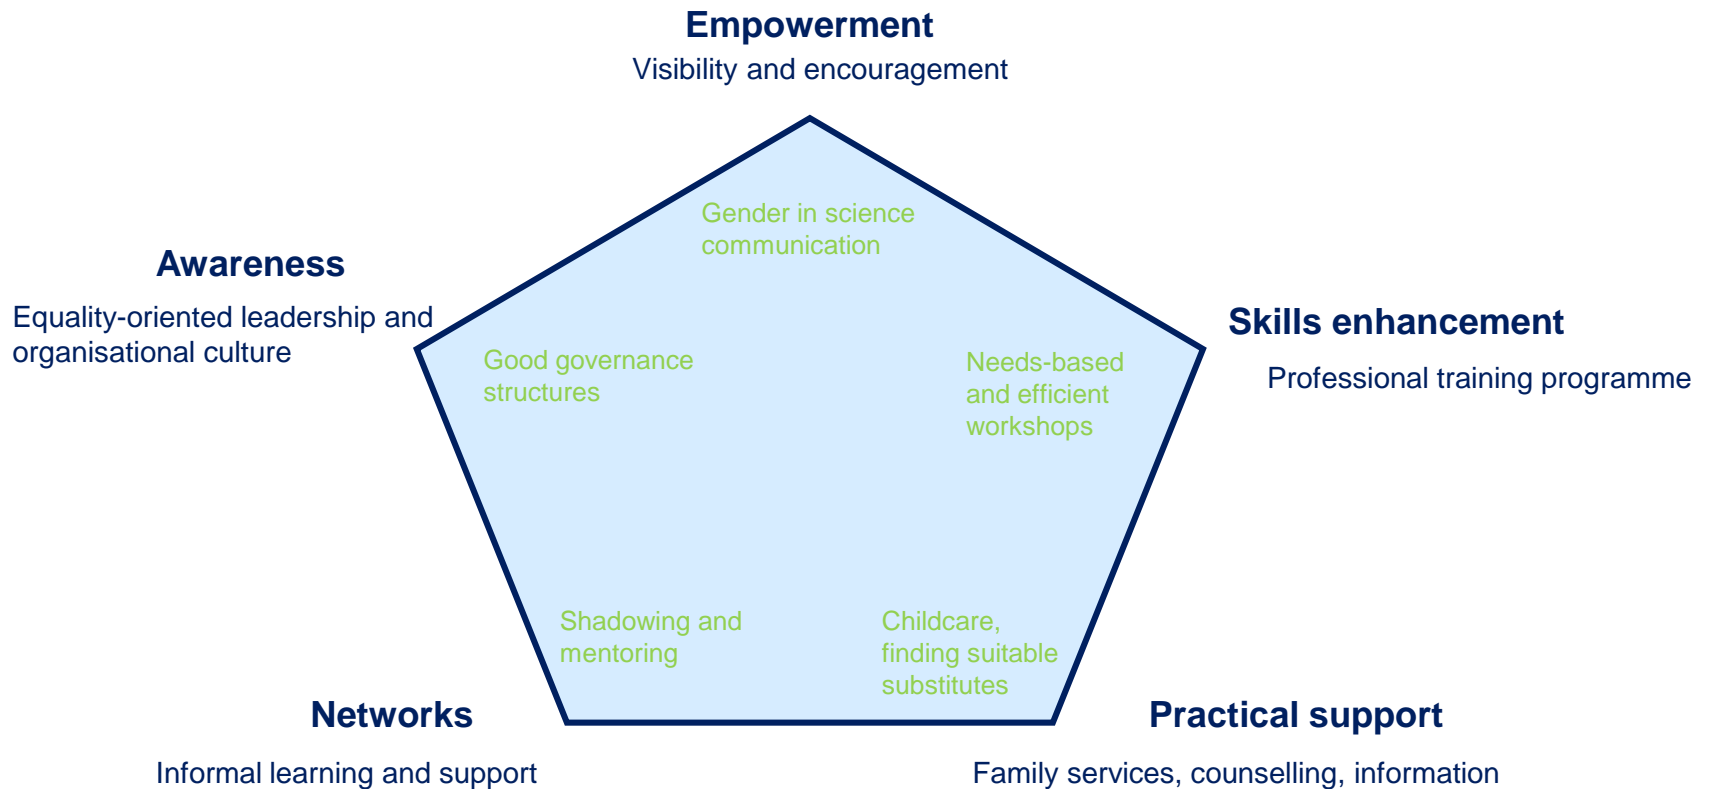 Empowerment
Visibility and encouragement
Gender in science
communication
Awareness
Equality-oriented leadership and
organisational culture
Good governance
structures
Skills enhancement
Professional training programme
Needs-based
and efficient
workshops
Shadowing and
mentoring
Childcare,
finding suitable
substitutes
Networks
Informal learning and support
Practical support
Family services, counselling, information